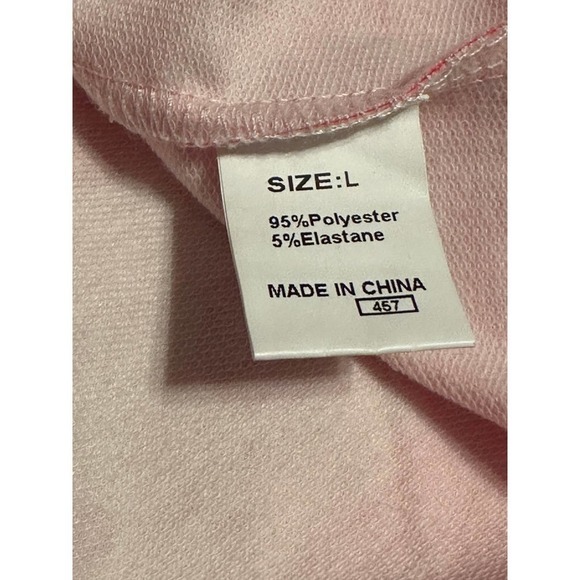 SIZE:L
95%Polyester
5%Elastane
MADE IN CHINA
457